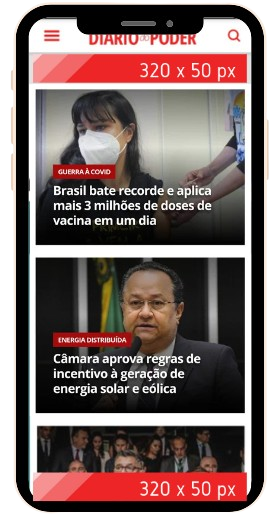 DIÁRIO DO PODER
320 x 50 px
GUERRA À COVID
Brasil bate recorde e aplica
mais 3 milhões de doses de
vacina em um dia
ENERGIA DISTRIBUÍDA
Câmara aprova regras de
incentivo à geração de
energia solar e eólica
320 x 50 px